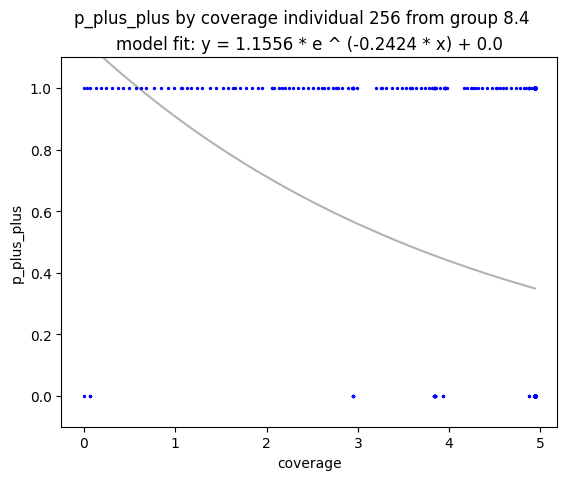 p_plus_plus by coverage individual 256 from group 8.4
model fit: y = 1.1556 * e ^ (-0.2424 * x) + 0.0
1.0
0.8
0.6
0.4
0.2
0.0
p_plus_plus
0 1 2 3 4 5
coverage